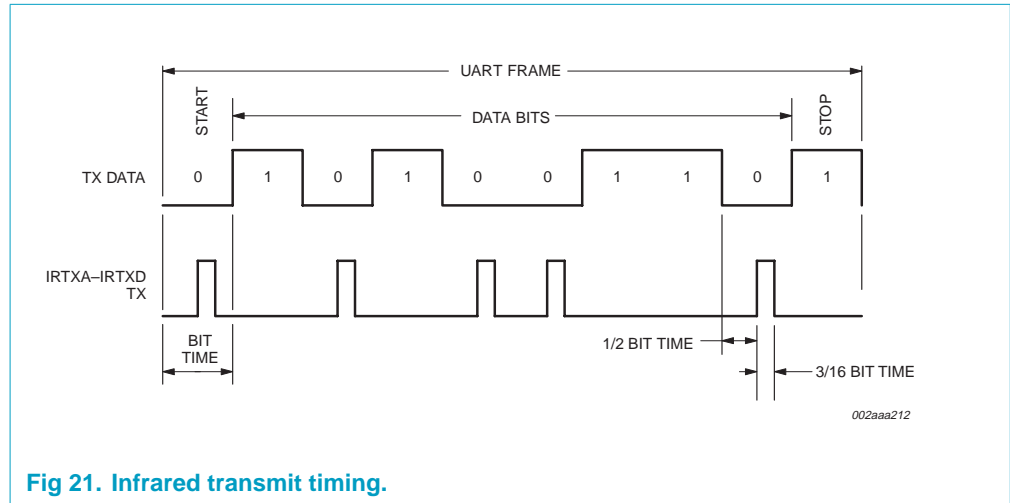 UART FRAME
START
DATA BITS
STOP
TX DATA
0 1 0 1 0 0 1 1 0 1
IRTXA–IRTXD
TX
BIT
TIME
1/2 BIT TIME
3/16 BIT TIME
002aaa212
Fig 21. Infrared transmit timing.